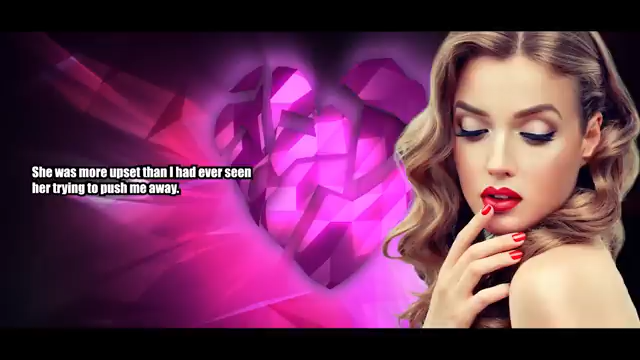 She was more upset than I had ever seen
her trying to push me away.